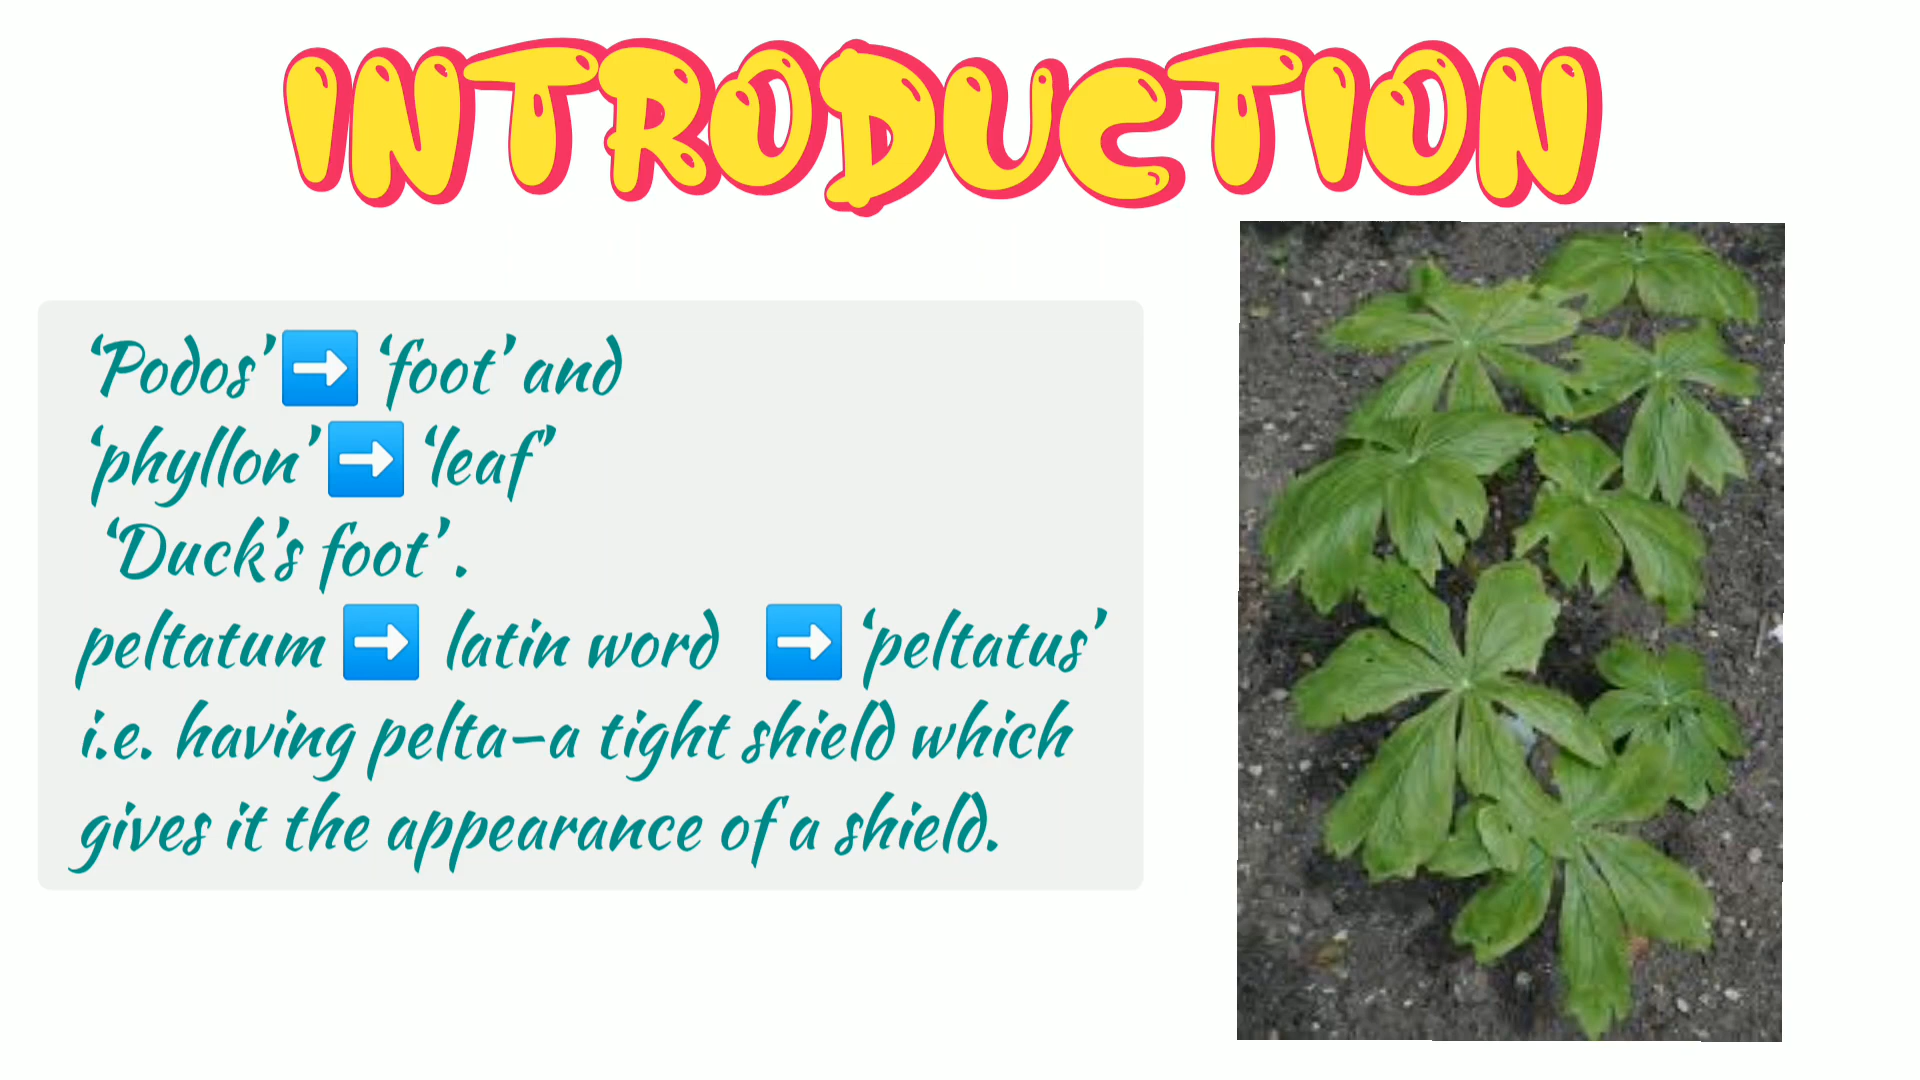 INTRODUCTION
‘Podos’ ➡️ ‘foot’ and
‘phyllon’ ➡️ ‘leaf’
‘Duck’s foot’ .
peltatum ➡️ latin word ➡️ ‘peltatus’
i.e. having pelta–a tight shield which
gives it the appearance of a shield.